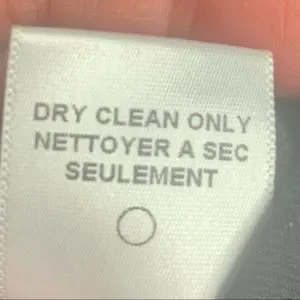 DRY CLEAN ONLY
NETTOYER A SEC
SEULEMENT